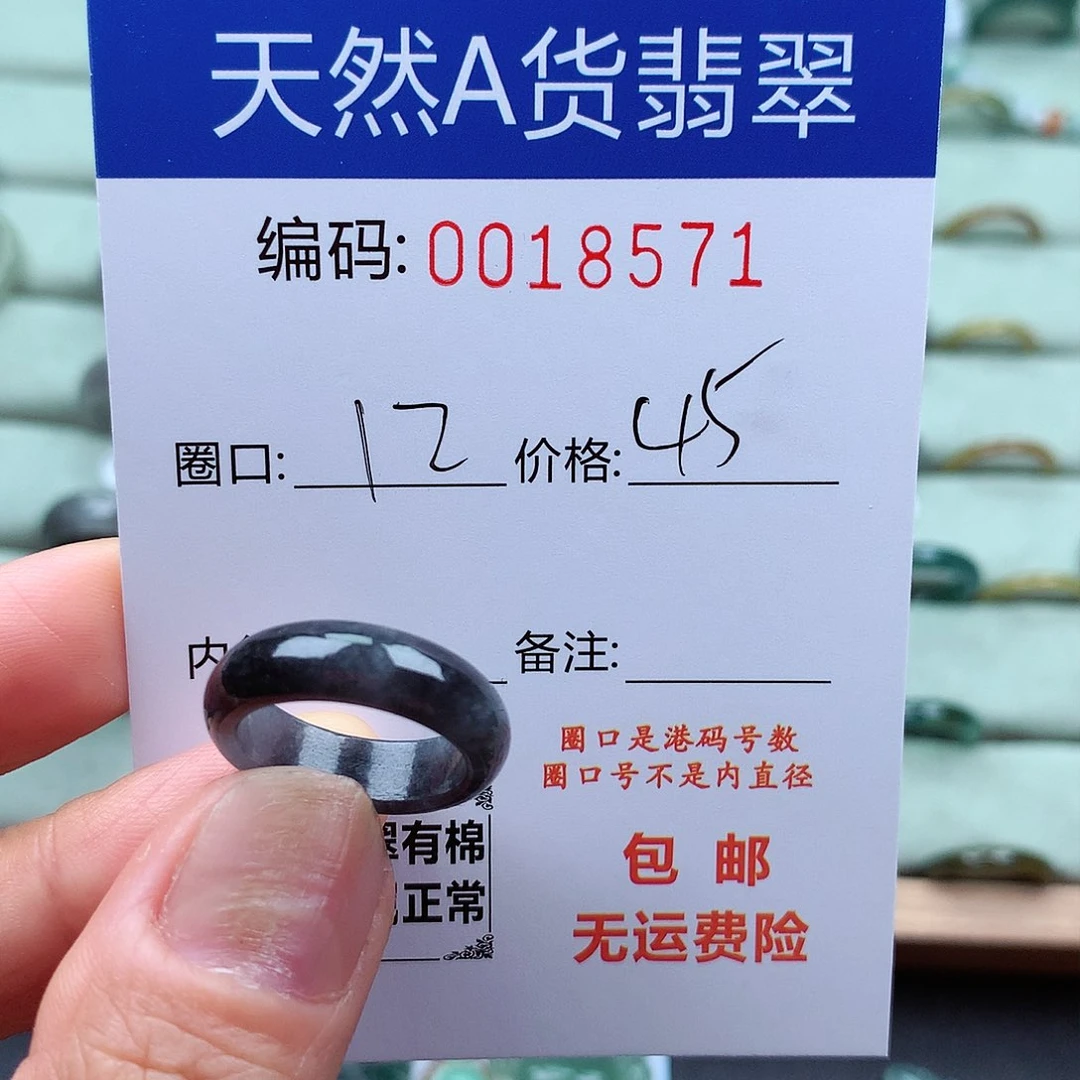 天然A货翡翠
编码: 0018571
圈口: 12 价格: 45
内 备注:
圈口是港码号数
圈口号不是内直径
翠有棉
正常
包 邮
无运费险